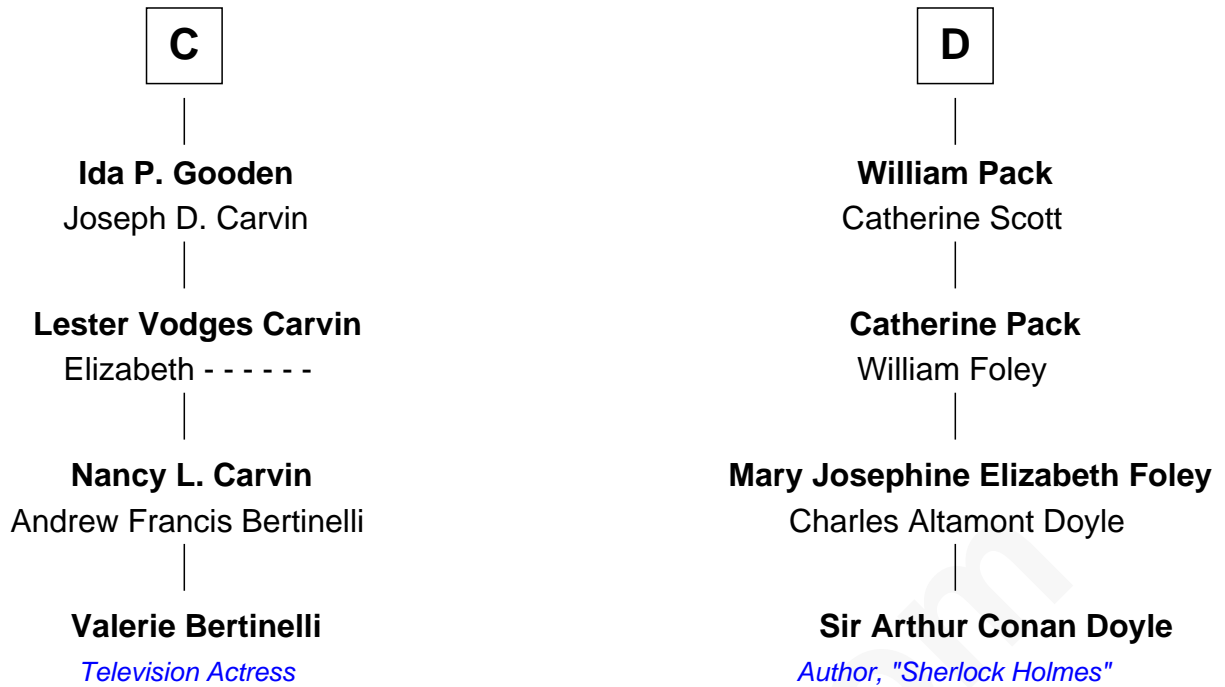 C
Ida P. Gooden
Joseph D. Carvin
Lester Vodges Carvin
Elizabeth - - - - - -
Nancy L. Carvin
Andrew Francis Bertinelli
Valerie Bertinelli
Television Actress
D
William Pack
Catherine Scott
Catherine Pack
William Foley
Mary Josephine Elizabeth Foley
Charles Altamont Doyle
Sir Arthur Conan Doyle
Author, "Sherlock Holmes"
om